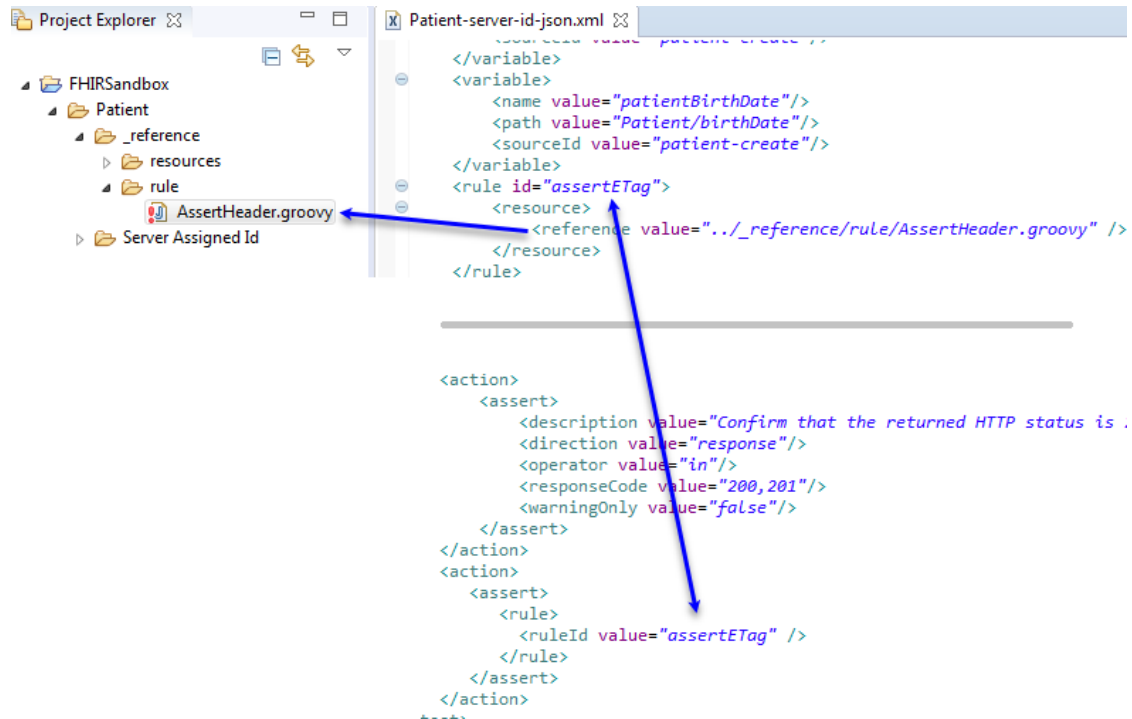 Project Explorer
FHIRSandbox
Patient
_reference
resources
rule
AssertHeader.groovy
Server Assigned Id
Patient-server-id-json.xml
<sourceId value="patient-create"/>
</variable>
<variable>
<name value="patientBirthDate"/>
<path value="Patient/birthDate"/>
<sourceId value="patient-create"/>
</variable>
<rule id="assertETag">
<resource>
<reference value="../_reference/rule/AssertHeader.groovy" />
</resource>
</rule>
<action>
<assert>
<description value="Confirm that the returned HTTP status is
<direction value="response"/>
<operator value="in"/>
<responseCode value="200,201"/>
<warningOnly value="false"/>
</assert>
</action>
<action>
<assert>
<rule>
<ruleId value="assertETag" />
</rule>
</assert>
</action>